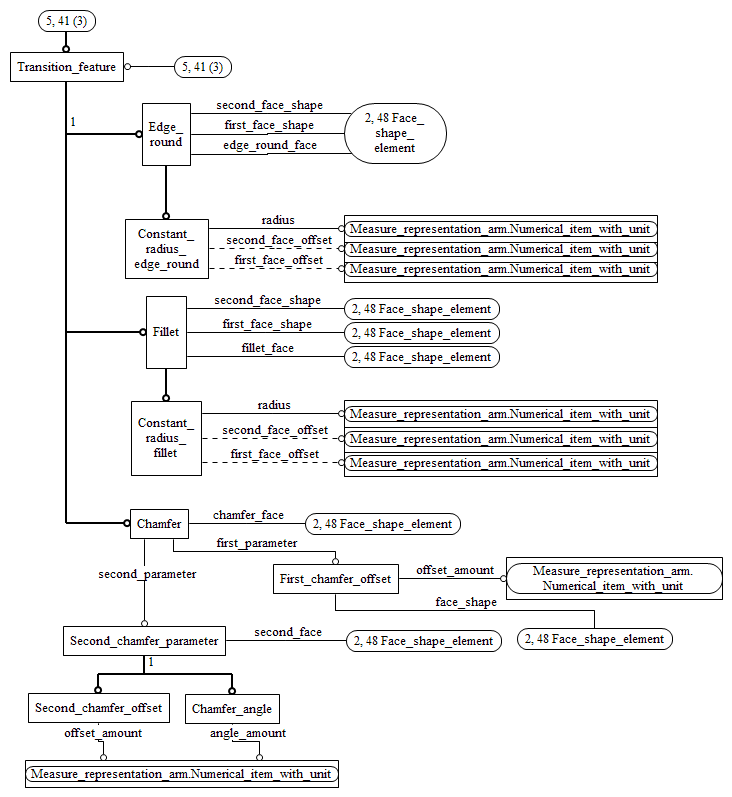 5, 41 (3)
Transition_feature
5, 41 (3)
1
Edge_
round
second_face_shape
first_face_shape
edge_round_face
2, 48 Face_
shape_
element
Constant_
radius_
edge_round
radius
second_face_offset
first_face_offset
Measure_representation_arm.Numerical_item_with_unit
Measure_representation_arm.Numerical_item_with_unit
Measure_representation_arm.Numerical_item_with_unit
Fillet
second_face_shape
first_face_shape
fillet_face
2, 48 Face_shape_element
2, 48 Face_shape_element
2, 48 Face_shape_element
Constant_
radius_
fillet
radius
second_face_offset
first_face_offset
Measure_representation_arm.Numerical_item_with_unit
Measure_representation_arm.Numerical_item_with_unit
Measure_representation_arm.Numerical_item_with_unit
Chamfer
chamfer_face
2, 48 Face_shape_element
first_parameter
second_parameter
First_chamfer_offset
offset_amount
Measure_representation_arm.
Numerical_item_with_unit
face_shape
2, 48 Face_shape_element
Second_chamfer_parameter
second_face
2, 48 Face_shape_element
1
Second_chamfer_offset
Chamfer_angle
offset_amount
angle_amount
Measure_representation_arm.Numerical_item_with_unit